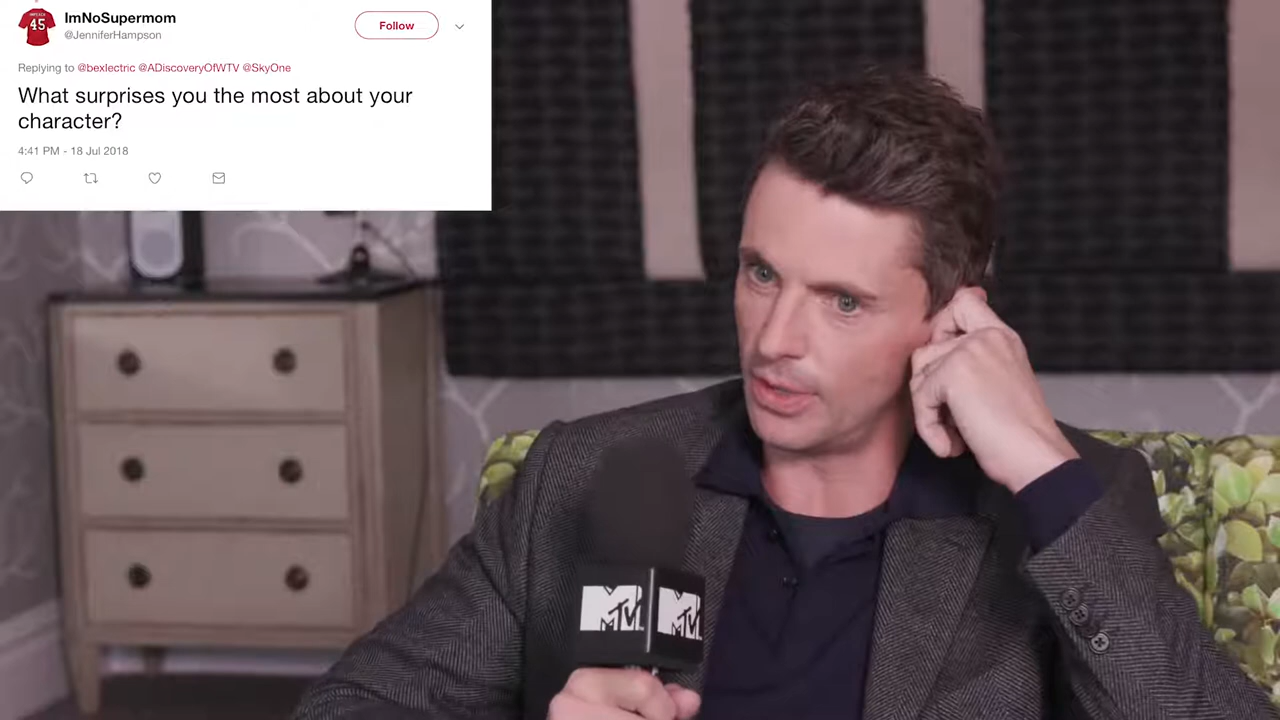 ImNoSupermom
@JenniferHampson
Follow
Replying to @bexlectric @ADiscoveryOfWTV @SkyOne
What surprises you the most about your
character?
4:41 PM - 18 Jul 2018
IMPEACH
45
MTV MTV